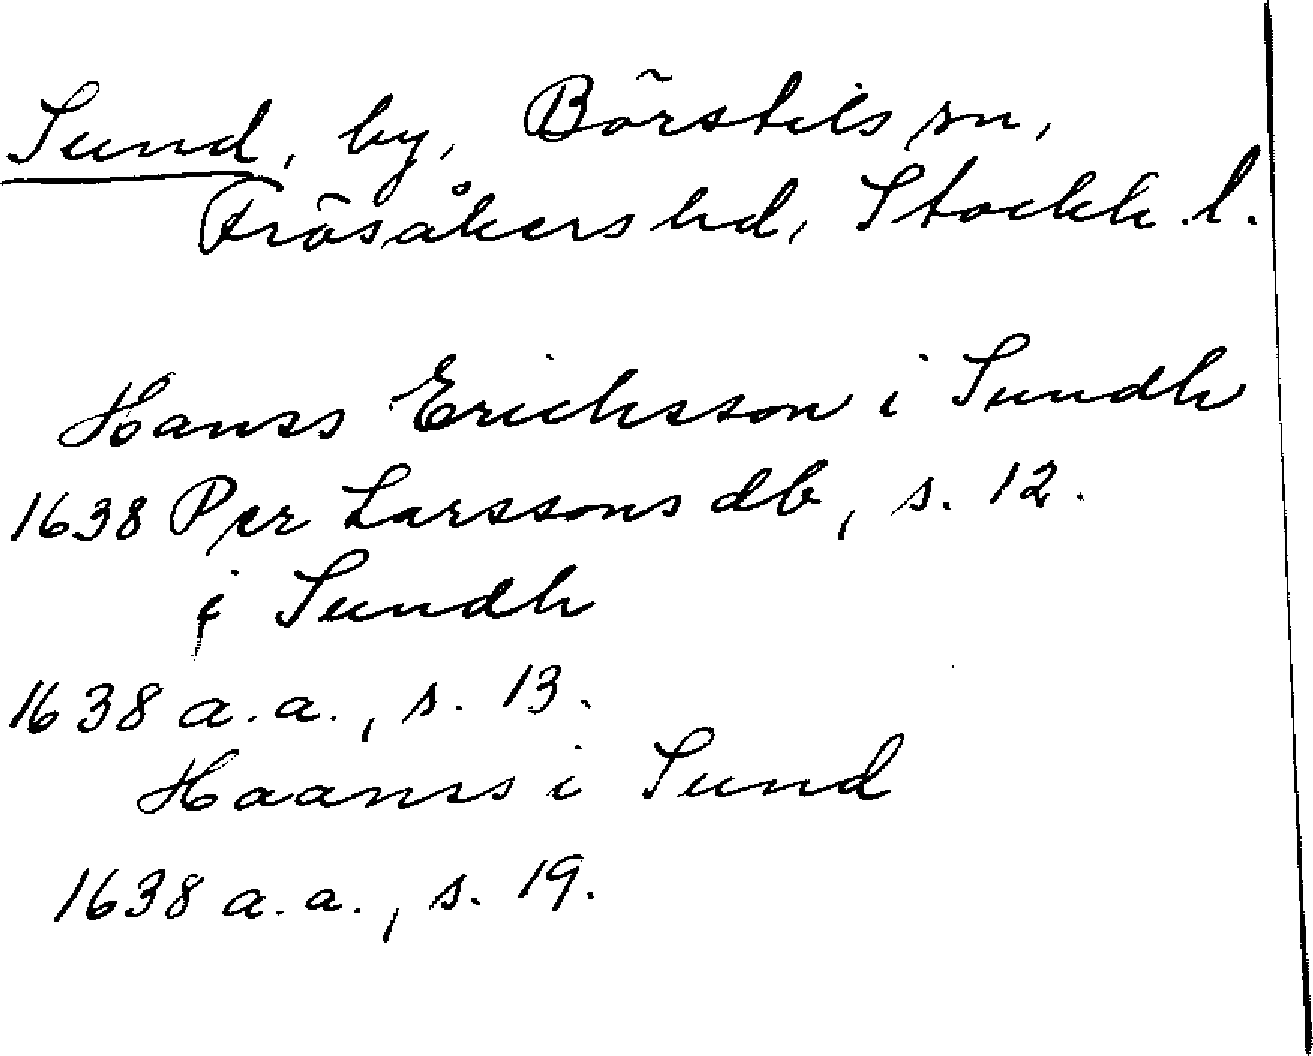 Sund, by, Börstils sn,
Frösåkers hd, Stockh. l.
Hanss Erichsson i Sundh
1638 Per Larssons db, s. 12.
i Sundh
1638 a.a., s. 13.
Haanss i Sund
1638 a.a., s. 19.